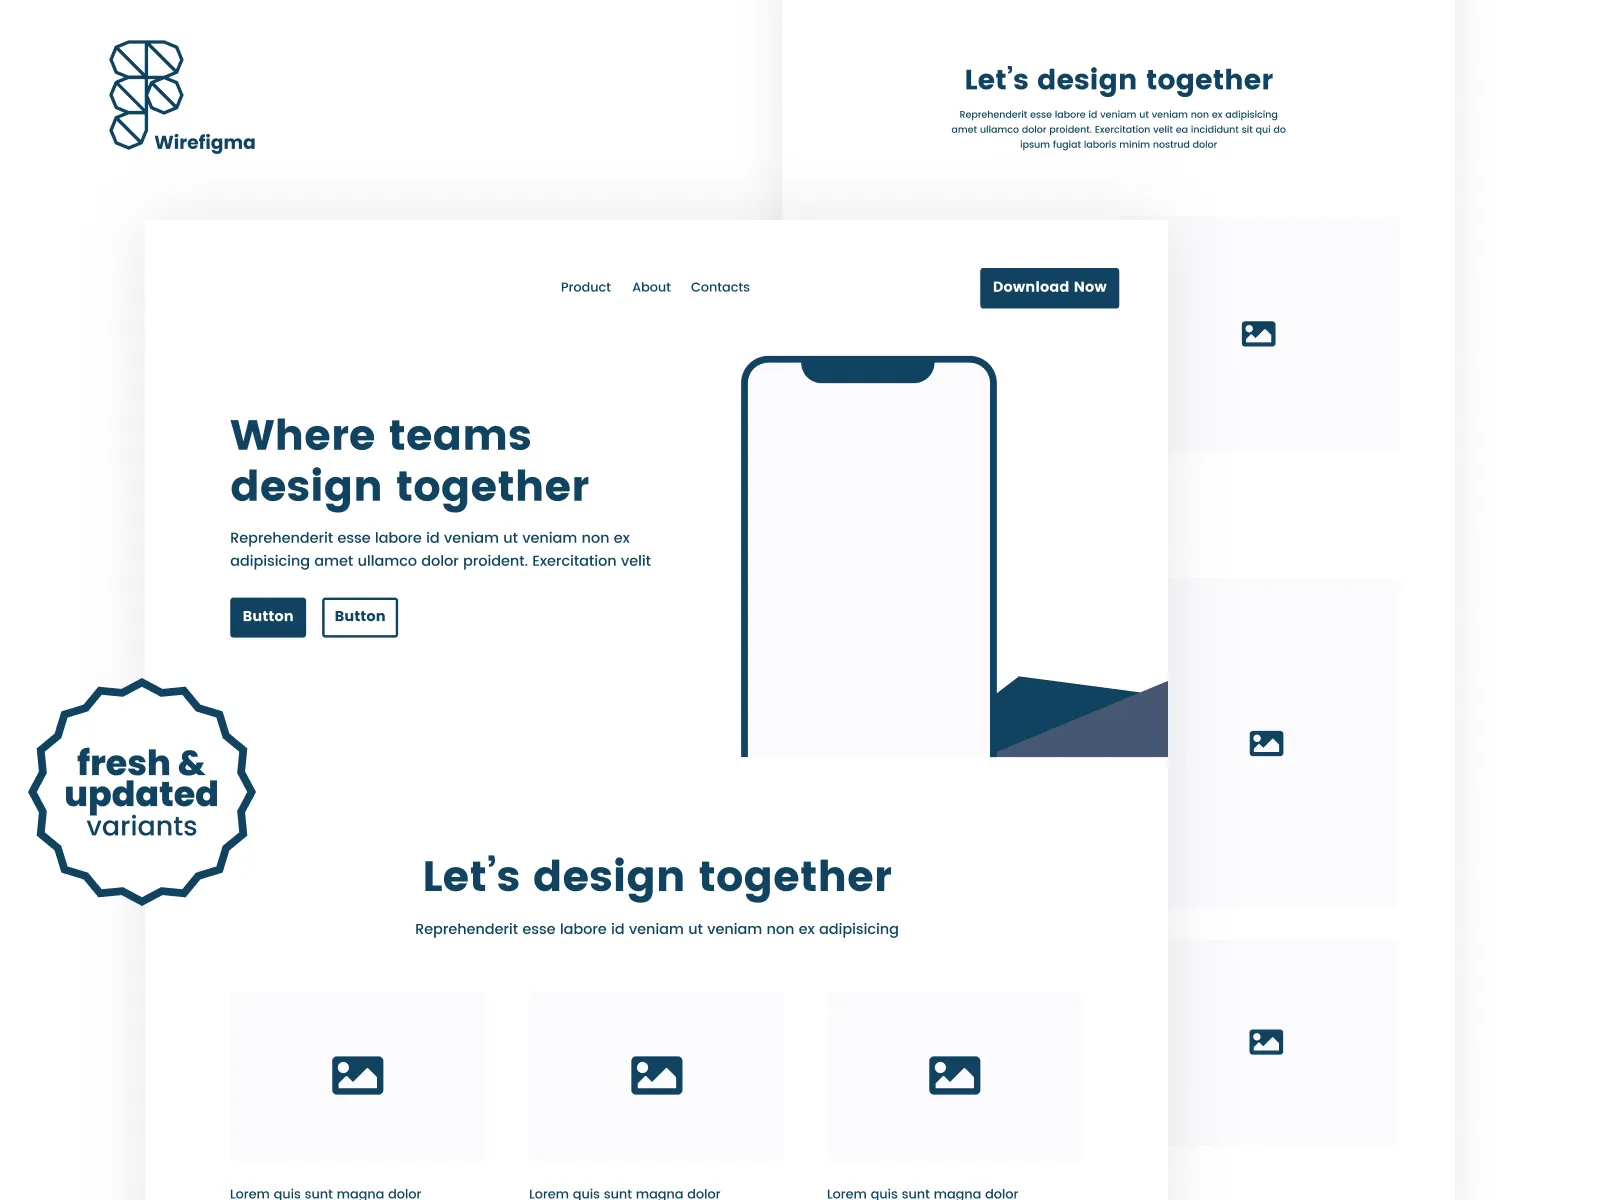 Wirefigma
Let’s design together
Reprehenderit esse labore id veniam ut veniam non ex adipisicing
amet ullamco dolor proident. Exercitation velit ea incididunt sit qui do
ipsum fugiat laboris minim nostrud dolor
Product About Contacts
Download Now
Where teams
design together
Reprehenderit esse labore id veniam ut veniam non ex
adipisicing amet ullamco dolor proident. Exercitation velit
Button Button
fresh &
updated
variants
Let’s design together
Reprehenderit esse labore id veniam ut veniam non ex adipisicing
Lorem quis sunt magna dolor
Lorem quis sunt magna dolor
Lorem quis sunt magna dolor